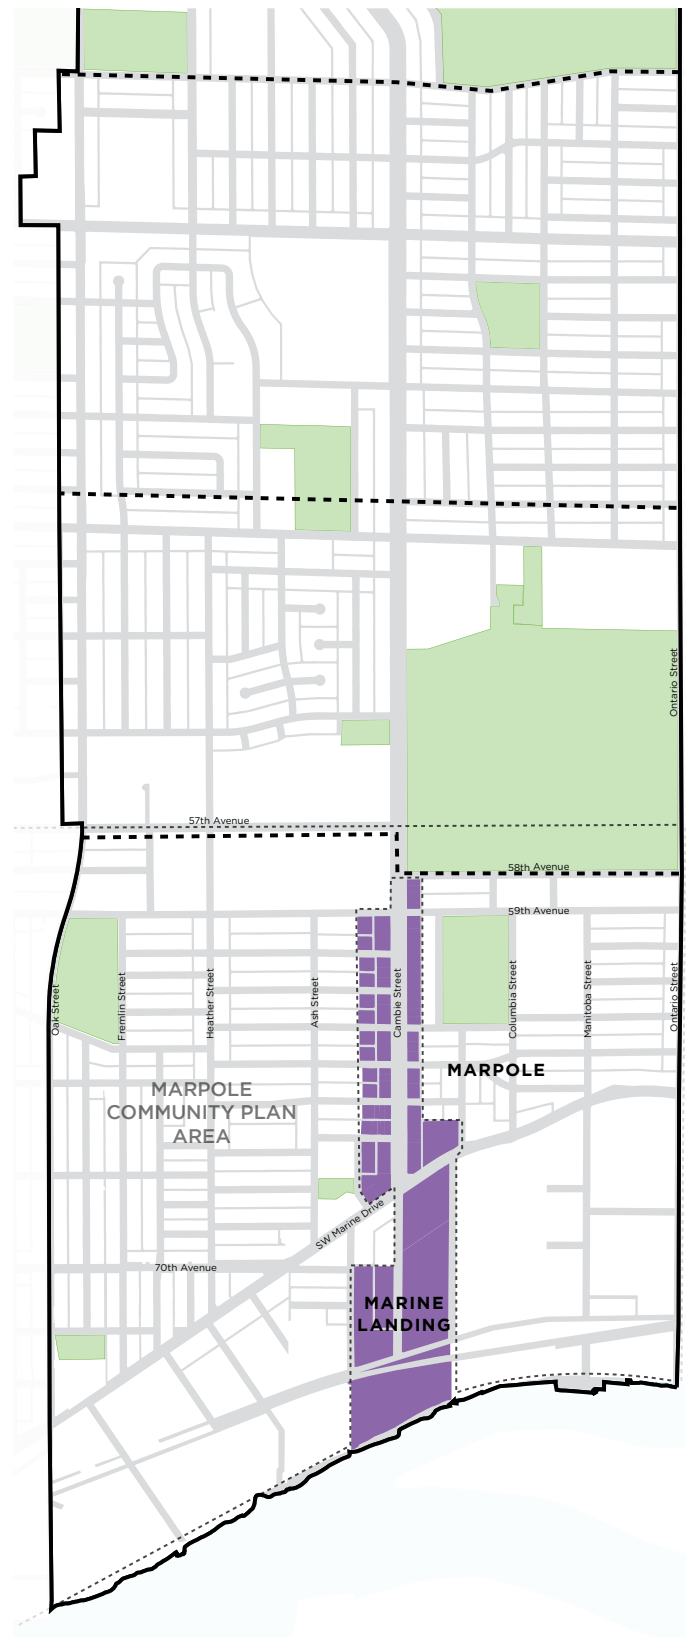 Ontario Street
57th Avenue
58th Avenue
59th Avenue
Oak Street
Fremlin Street
Heather Street
Ash Street
Cambie Street
Columbia Street
Manitoba Street
Ontario Street
MARPOLE
MARPOLE
COMMUNITY PLAN
AREA
SW Marine Drive
70th Avenue
MARINE
LANDING